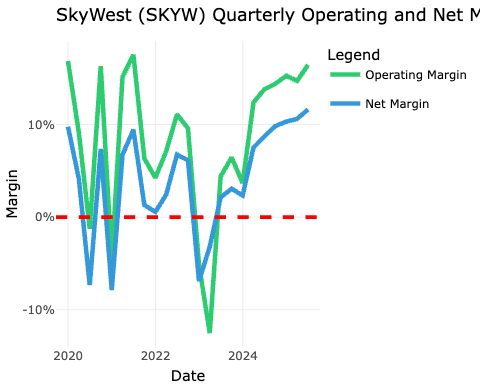 SkyWest (SKYW) Quarterly Operating and Net M
Legend
Operating Margin
Net Margin
Margin
10%
0%
-10%
2020
2022
2024
Date